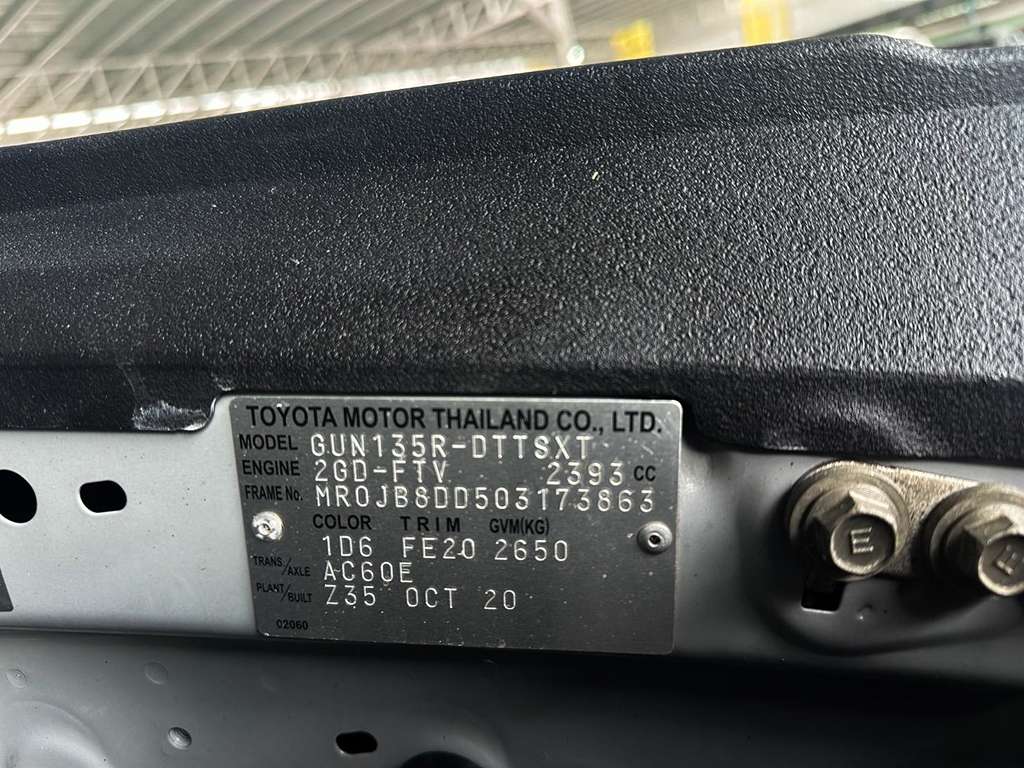 TOYOTA MOTOR THAILAND CO., LTD.
MODEL GUN135R-DTTSXT
ENGINE 2GD-FTV 2393 CC
FRAME No. MR0JB8DD503173863
COLOR TRIM GVM(KG)
1D6 FE20 2650
TRANS./AXLE AC60E
PLANT/BUILT Z35 OCT 20
02060
E